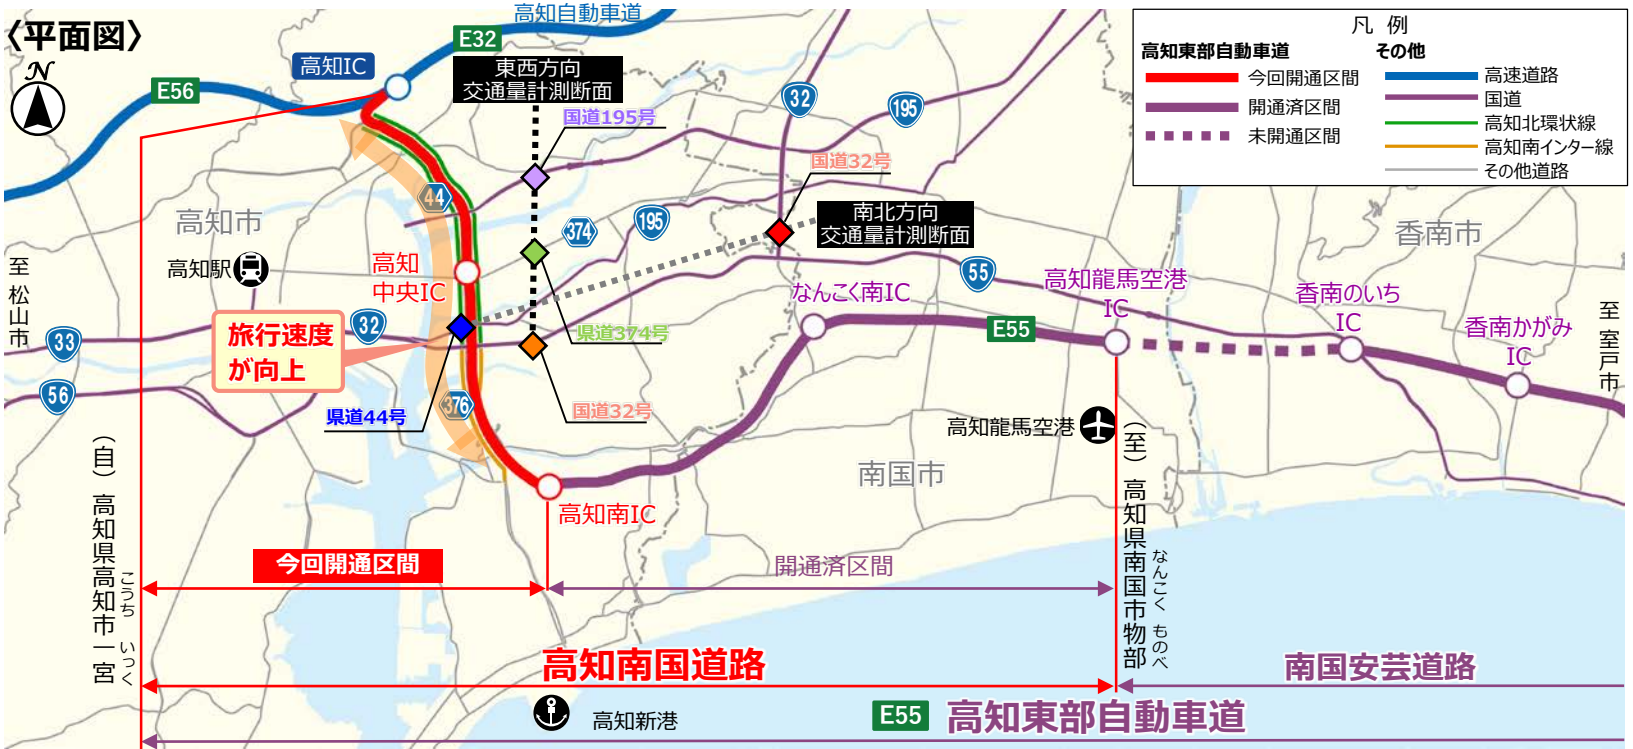 〈平面図〉
N
高知自動車道
E32
高知IC
E56
東西方向
交通量計測断面
国道195号
32
195
国道32号
凡 例
高知東部自動車道
その他
今回開通区間
開通済区間
未開通区間
高速道路
国道
高知北環状線
高知南インター線
その他道路
44
高知市
374
195
南北方向
交通量計測断面
香南市
至 松山市
高知駅
高知
中央IC
55
なんこく南IC
高知龍馬空港
IC
香南のいち
IC
香南かがみ
IC
至 室戸市
33
32
旅行速度
が向上
県道374号
E55
56
376
県道44号
国道32号
高知龍馬空港
南国市
高知南IC
(自)高知県高知市一宮
こうち いっく
(至)高知県南国市物部
なんこく ものべ
今回開通区間
開通済区間
高知南国道路
南国安芸道路
高知新港
E55
高知東部自動車道